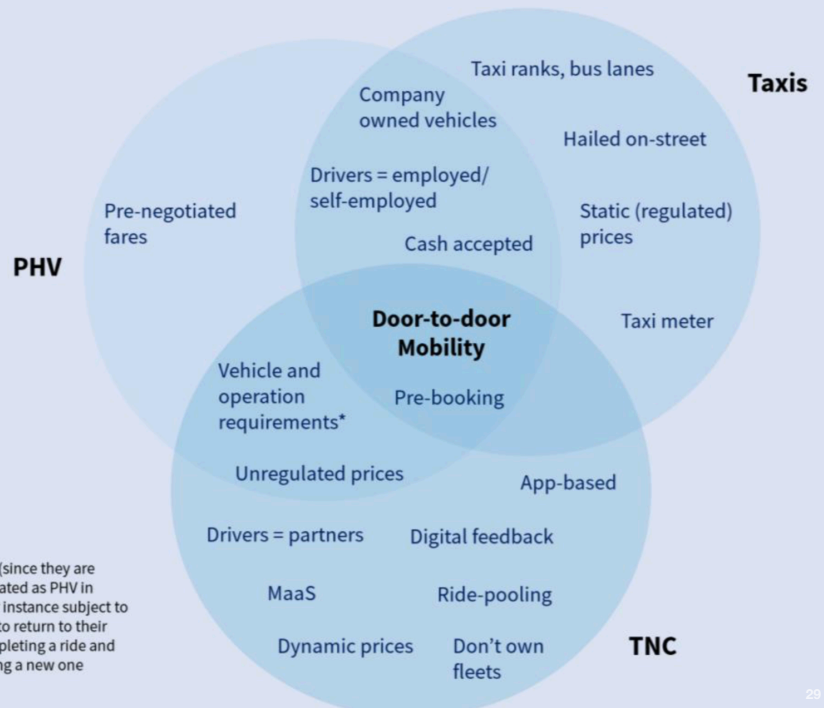 Taxi ranks, bus lanes
Taxis
Company
owned vehicles
Hailed on-street
Drivers = employed/
self-employed
Pre-negotiated
fares
Static (regulated)
prices
Cash accepted
PHV
Door-to-door
Mobility
Taxi meter
Vehicle and
operation
requirements*
Pre-booking
Unregulated prices
App-based
Drivers = partners
Digital feedback
(since they are
ated as PHV in
instance subject to
to return to their
pleting a ride and
ng a new one
MaaS
Ride-pooling
Dynamic prices
Don’t own
fleets
TNC
29